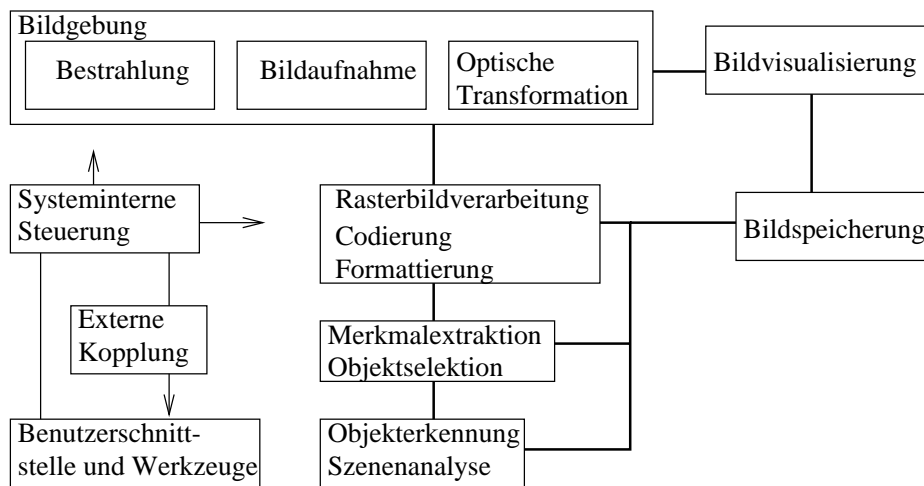 Bildgebung
Bestrahlung
Bildaufnahme
Optische
Transformation
Bildvisualisierung
Systeminterne
Steuerung
Rasterbildverarbeitung
Codierung
Formattierung
Bildspeicherung
Externe
Kopplung
Merkmalextraktion
Objektselektion
Benutzerschnitt-
stelle und Werkzeuge
Objekterkennung
Szenenanalyse